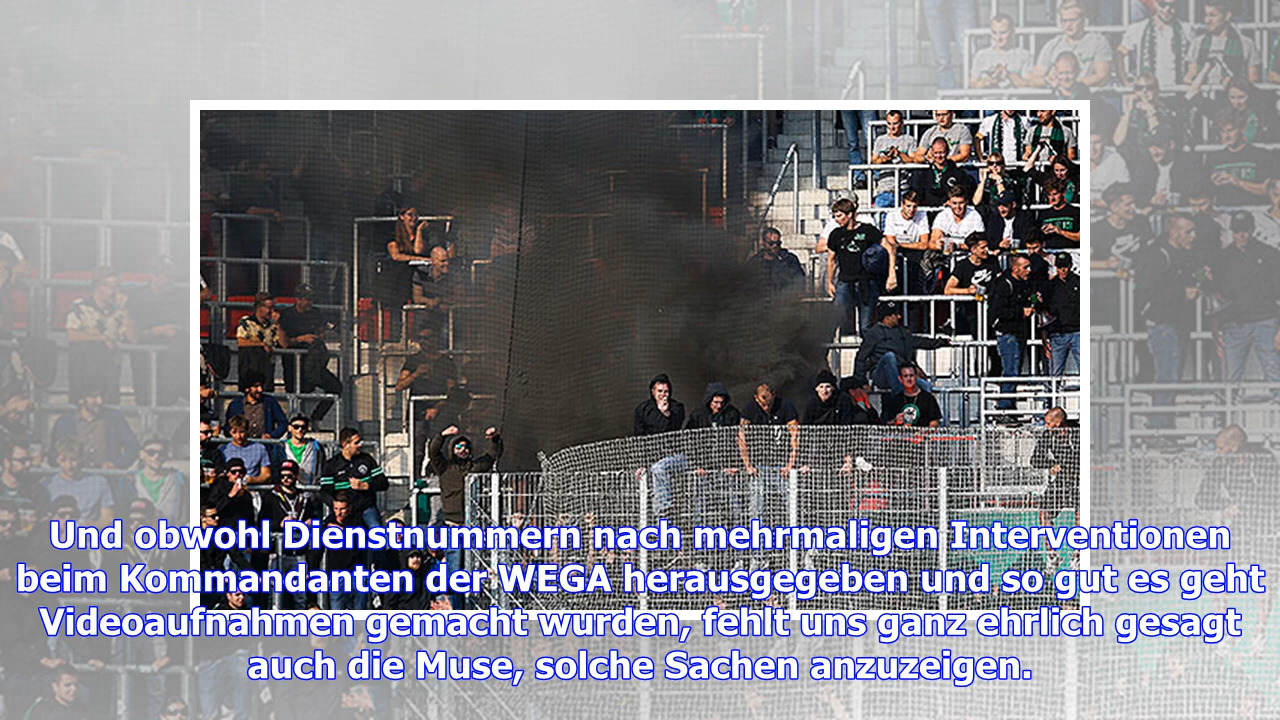 Und obwohl Dienstnummern nach mehrmaligen Interventionen
beim Kommandanten der WEGA herausgegeben und so gut es geht
Videoaufnahmen gemacht wurden, fehlt uns ganz ehrlich gesagt
auch die Muse, solche Sachen anzuzeigen.